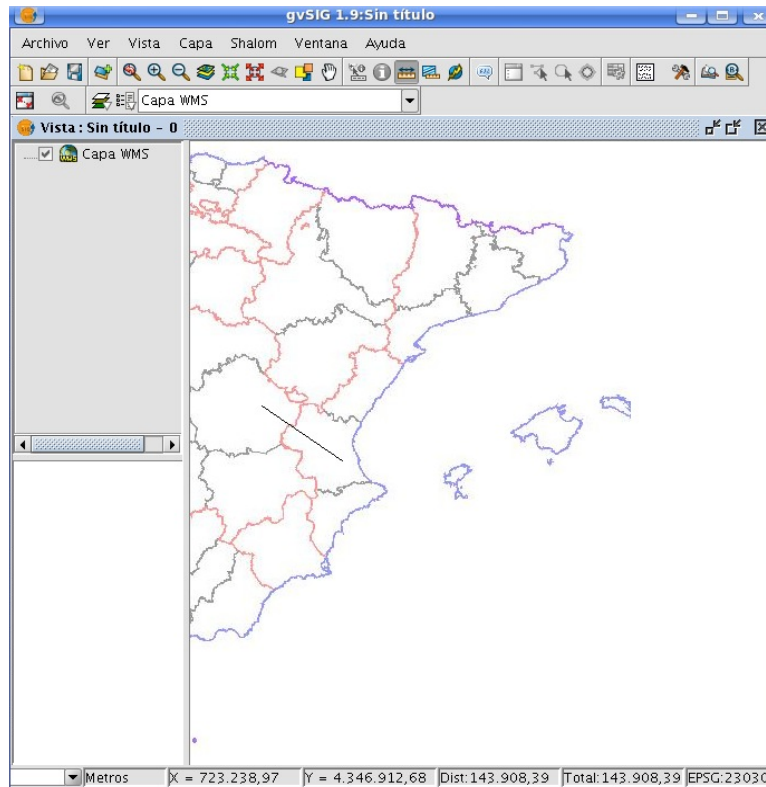 gvSIG 1.9:Sin título
Archivo Ver Vista Capa Shalom Ventana Ayuda
Capa WMS
Vista : Sin título - 0
Capa WMS
Metros X = 723.238,97 Y = 4.346.912,68 Dist:143.908,39 Total:143.908,39 EPSG:23030